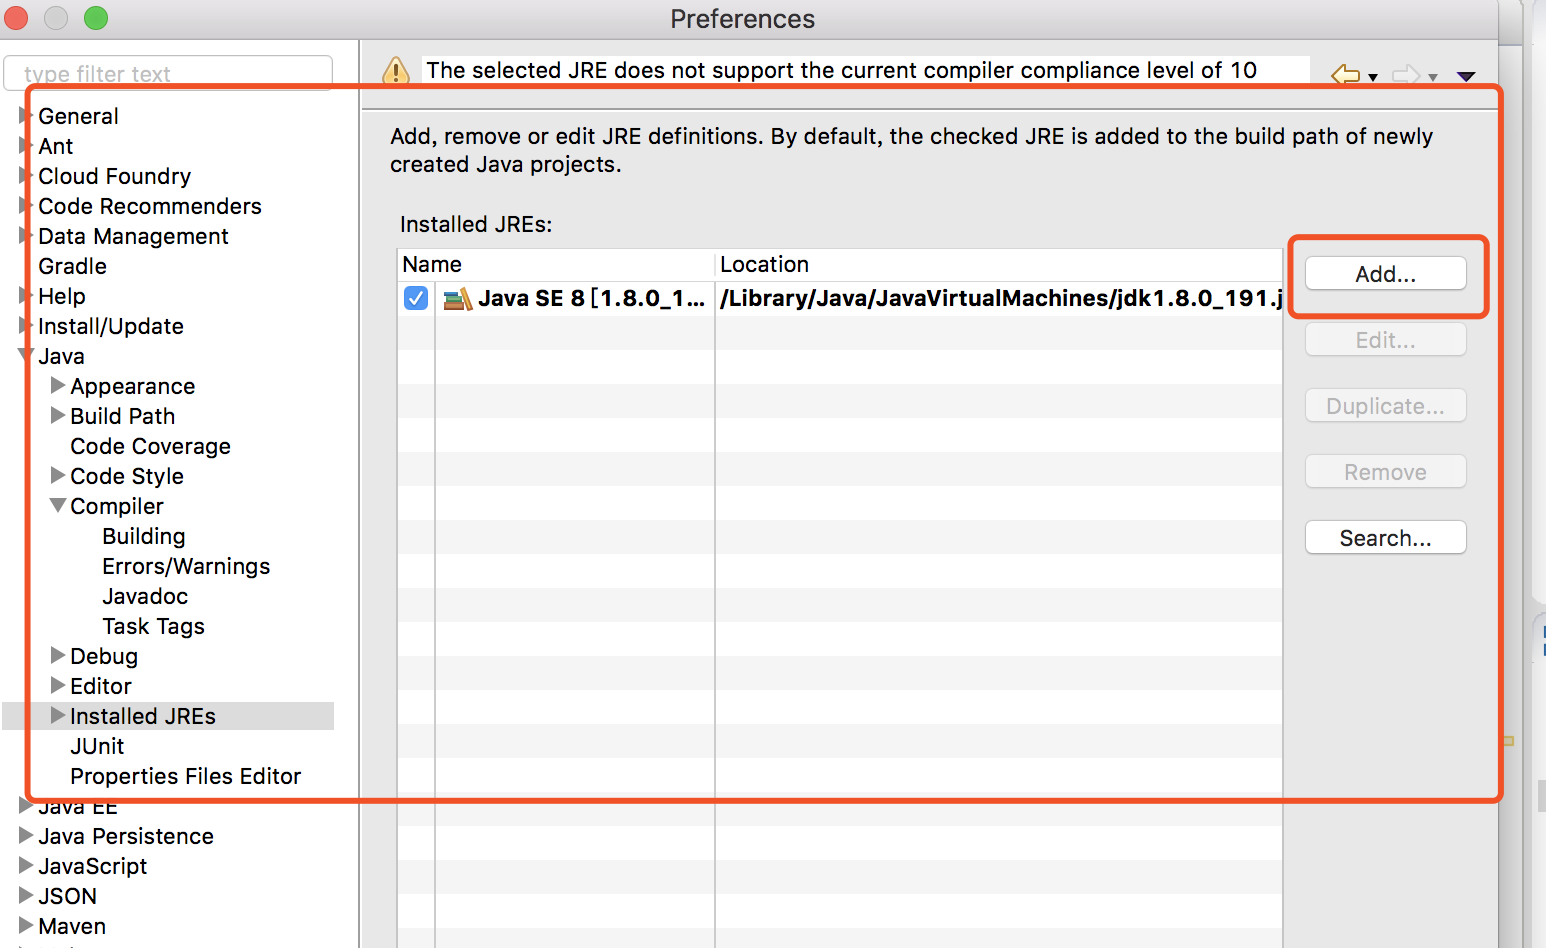 Preferences
type filter text
The selected JRE does not support the current compiler compliance level of 10
General
Ant
Cloud Foundry
Code Recommenders
Data Management
Gradle
Help
Install/Update
Java
Appearance
Build Path
Code Coverage
Code Style
Compiler
Building
Errors/Warnings
Javadoc
Task Tags
Debug
Editor
Installed JREs
JUnit
Properties Files Editor
Java EE
Java Persistence
JavaScript
JSON
Maven
Add, remove or edit JRE definitions. By default, the checked JRE is added to the build path of newly
created Java projects.
Installed JREs:
Name Location
Java SE 8 [1.8.0_1... /Library/Java/JavaVirtualMachines/jdk1.8.0_191.j
Add...
Edit...
Duplicate...
Remove
Search...